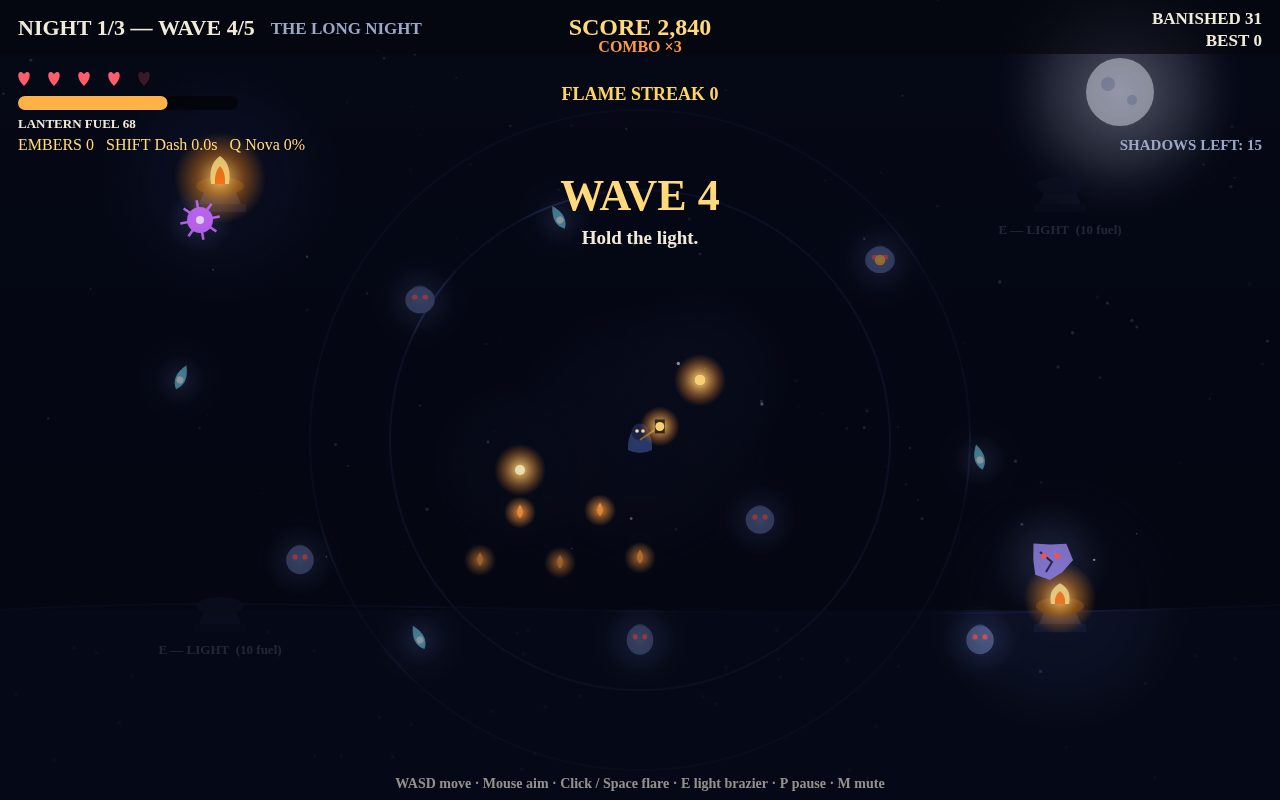 NIGHT 1/3 — WAVE 4/5 THE LONG NIGHT
SCORE 2,840
COMBO ×3
BANISHED 31
BEST 0
FLAME STREAK 0
LANTERN FUEL 68
EMBERS 0 SHIFT Dash 0.0s Q Nova 0%
SHADOWS LEFT: 15
WAVE 4
Hold the light.
E — LIGHT (10 fuel)
E — LIGHT (10 fuel)
WASD move · Mouse aim · Click / Space flare · E light brazier · P pause · M mute